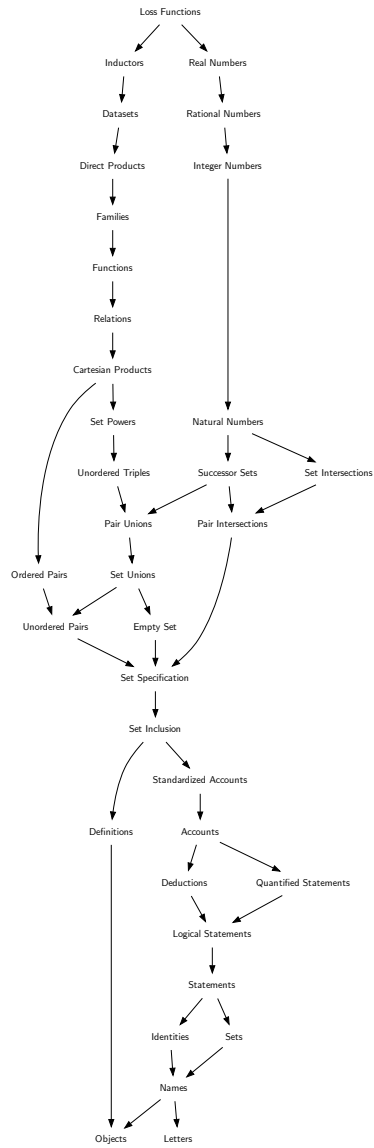 Loss Functions
Inductors
Real Numbers
Datasets
Rational Numbers
Direct Products
Integer Numbers
Families
Functions
Relations
Cartesian Products
Set Powers
Natural Numbers
Unordered Triples
Successor Sets
Set Intersections
Pair Unions
Pair Intersections
Ordered Pairs
Set Unions
Unordered Pairs
Empty Set
Set Specification
Set Inclusion
Standardized Accounts
Definitions
Accounts
Deductions
Quantified Statements
Logical Statements
Statements
Identities
Sets
Names
Objects
Letters